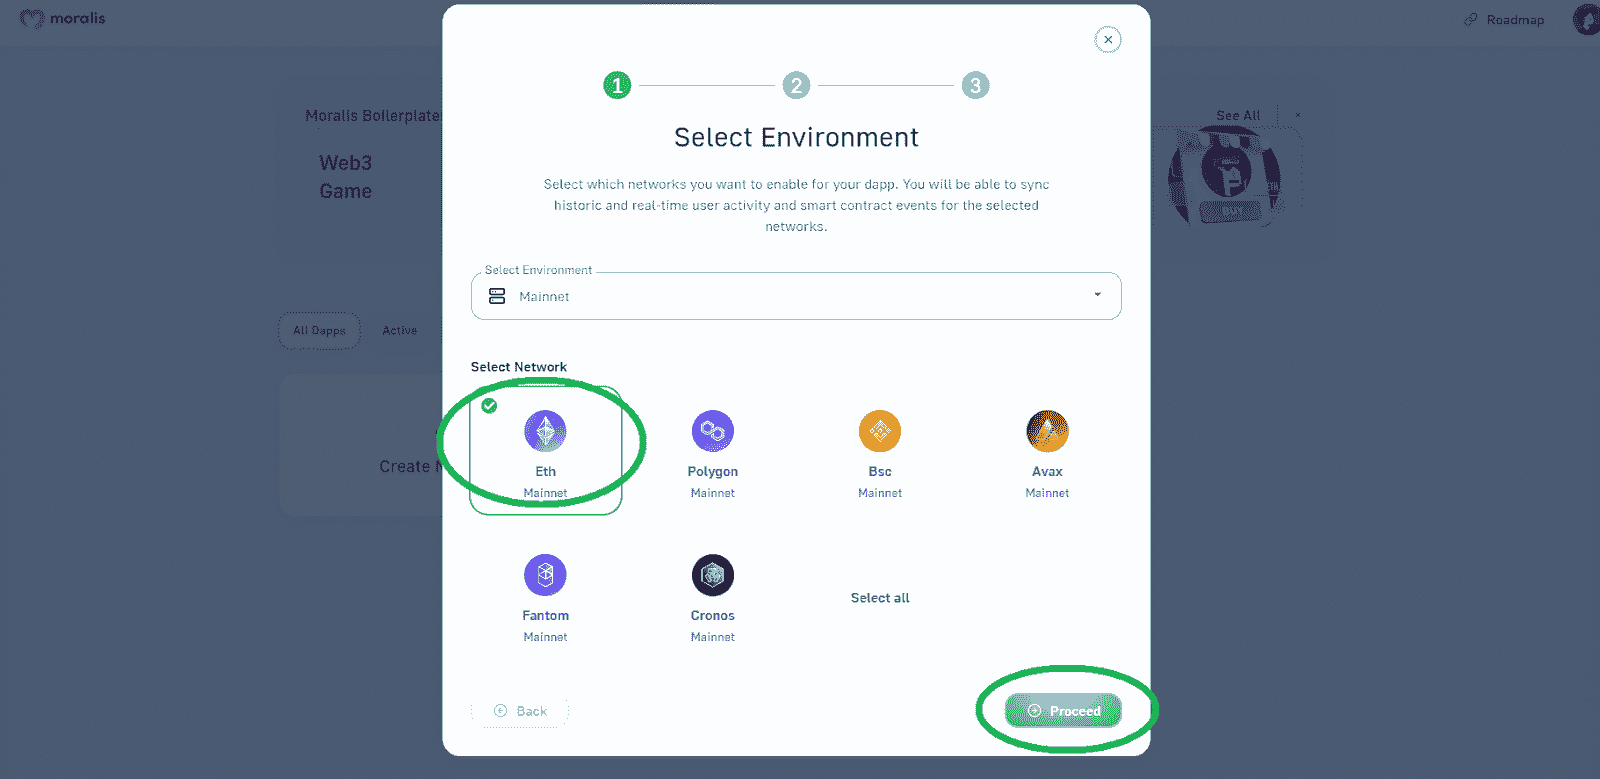 moralis
Roadmap
1 2 3
Moralis Boilerplate
See All
Web3
Game
BUY
Select Environment
Select which networks you want to enable for your dapp. You will be able to sync
historic and real-time user activity and smart contract events for the selected
networks.
Select Environment
Mainnet
All Dapps Active
Select Network
Eth
Mainnet
Polygon
Mainnet
Bsc
Mainnet
Avax
Mainnet
Create
Fantom
Mainnet
Cronos
Mainnet
Select all
Back
Proceed